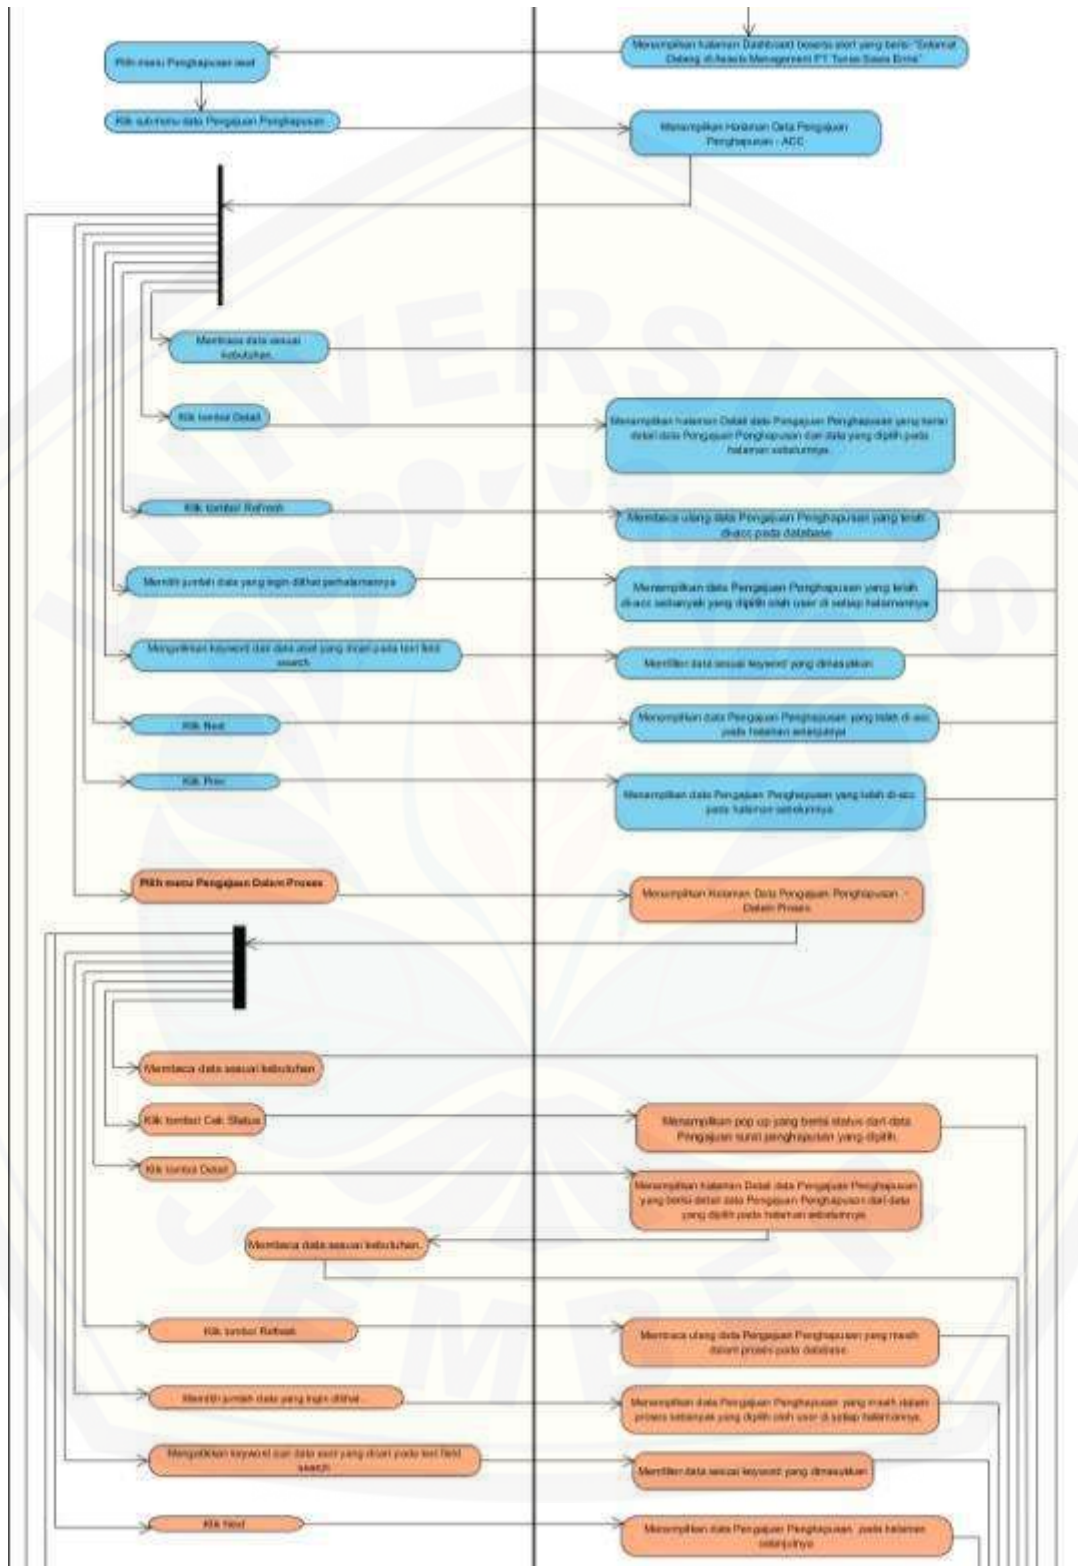 Menampilkan halaman Dashboard beserta alert yang berisi "Selamat
Datang di Assets Management PT
Pilih menu Penghapusan aset
Klik sub menu data Pengajuan Penghapusan
Menampilkan Halaman Data Pengajuan
Penghapusan - ACC
Membaca data sesuai
kebutuhan.
Klik tombol Detail
Menampilkan halaman Detail data Pengajuan Penghapusan yang berisi
detail data Pengajuan Penghapusan dari data yang dipilih pada
halaman sebelumnya.
Klik tombol Refresh
Membaca ulang data Pengajuan Penghapusan yang telah
di-acc pada database
Memilih jumlah data yang ingin dilihat perhalamannya
Menampilkan data Pengajuan Penghapusan yang telah
di-acc sebanyak yang dipilih oleh user di setiap halamannya
Mengetikkan keyword dari data aset yang dicari pada text field
search
Memfilter data sesuai keyword yang dimasukkan
Klik Next
Menampilkan data Pengajuan Penghapusan yang telah di-acc
pada halaman selanjutnya
Klik Prev
Menampilkan data Pengajuan Penghapusan yang telah di-acc
pada halaman sebelumnya
Pilih menu Pengajuan Dalam Proses
Menampilkan Halaman Data Pengajuan Penghapusan -
Dalam Proses
Membaca data sesuai kebutuhan
Klik tombol Cek Status
Menampilkan pop up yang berisi status dari data
Pengajuan surat penghapusan yang dipilih.
Klik tombol Detail
Menampilkan halaman Detail data Pengajuan Penghapusan
yang berisi detail data Pengajuan Penghapusan dari data
yang dipilih pada halaman sebelumnya
Membaca data sesuai kebutuhan.
Klik tombol Refresh
Membaca ulang data Pengajuan Penghapusan yang masih
dalam proses pada database
Memilih jumlah data yang ingin dilihat
Menampilkan data Pengajuan Penghapusan yang masih dalam
proses sebanyak yang dipilih oleh user di setiap halamannya.
Mengetikkan keyword dari data aset yang dicari pada text field
search
Memfilter data sesuai keyword yang dimasukkan
Klik Next
Menampilkan data Pengajuan Penghapusan pada halaman
selanjutnya
UNIVERSITAS
JEMBER